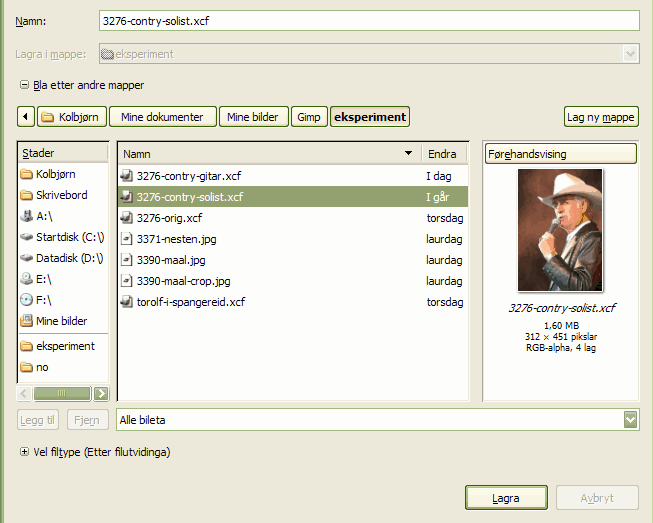 Namn: 3276-contry-solist.xcf
Lagra i mappe: eksperiment
Bla etter andre mapper
Kolbjørn Mine dokumenter Mine bilder Gimp eksperiment Lag ny mappe
Stader Namn Endra Førehandsvising
Kolbjørn 3276-contry-gitar.xcf I dag
Skrivebord 3276-contry-solist.xcf I går
A:\ 3276-orig.xcf torsdag
Startdisk (C:\) 3371-nesten.jpg laurdag
Datadisk (D:\) 3390-maal.jpg laurdag
E:\ 3390-maal-crop.jpg laurdag
F:\ torolf-i-spangereid.xcf torsdag
Mine bilder
eksperiment
no
3276-contry-solist.xcf
1,60 MB
312 × 451 pikslar
RGB-alpha, 4 lag
Legg til Fjern Alle bileta
Vel filtype (Etter filutvidinga)
Lagra Avbryt